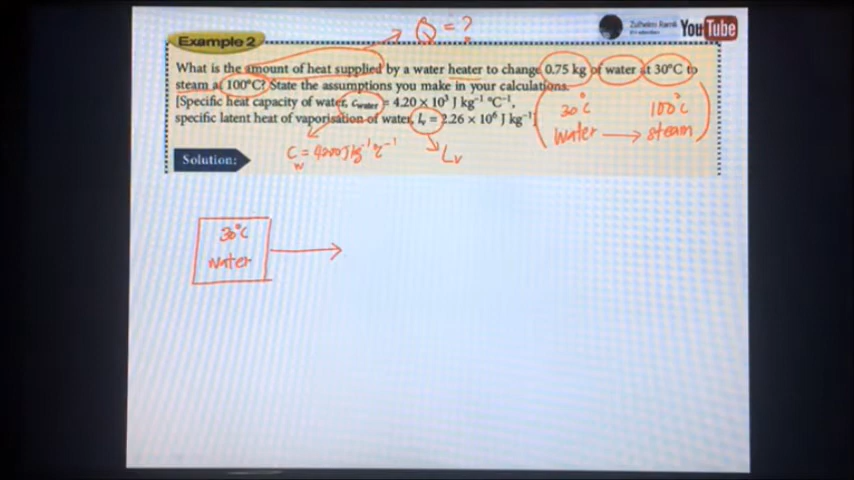 Q = ?
Zulhelmi Ramli
YouTube
Example 2
What is the amount of heat supplied by a water heater to change 0.75 kg of water at 30°C to
steam at 100°C? State the assumptions you make in your calculations.
[Specific heat capacity of water, c_water = 4.20 × 10³ J kg⁻¹ °C⁻¹,
specific latent heat of vaporisation of water, Lᵥ = 2.26 × 10⁶ J kg⁻¹]
30°C 100°C
water → steam
Cw = 4200 J kg⁻¹ °C⁻¹
Lv
Solution:
30°C
water